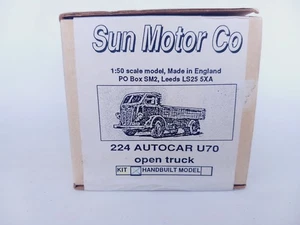 Sun Motor Co
1:50 scale model, Made in England
PO Box SM2, Leeds LS25 5XA
224 AUTOCAR U70
open truck
KIT HANDBUILT MODEL